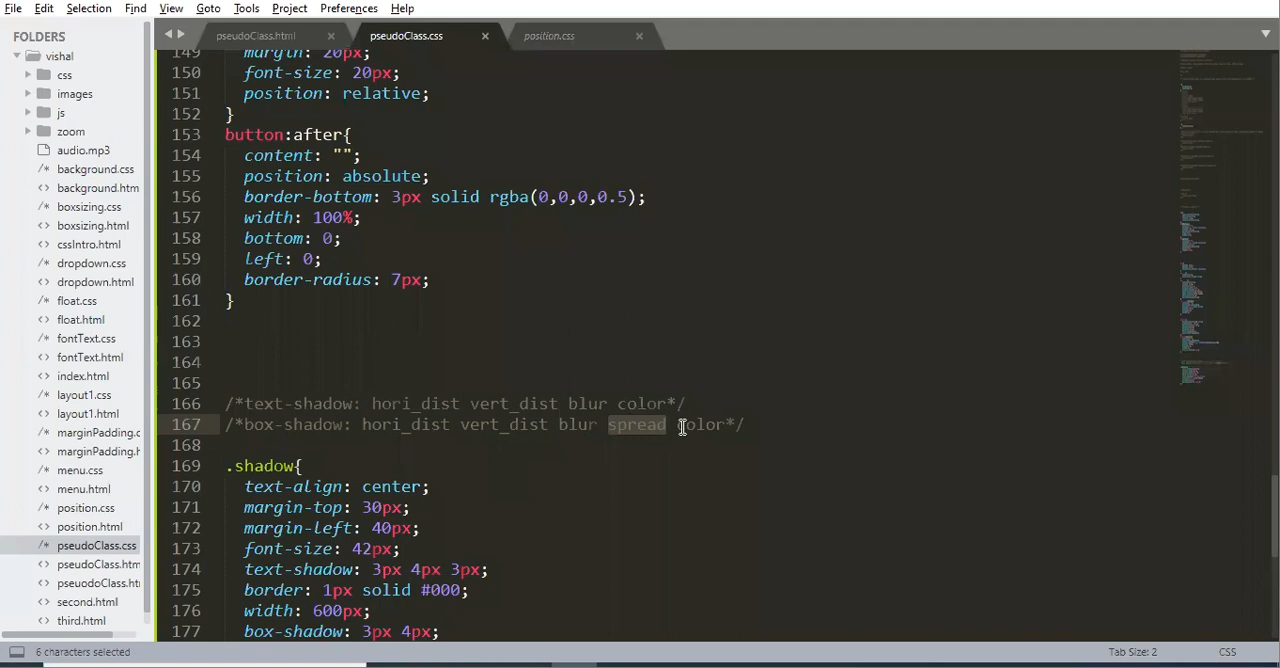 File Edit Selection Find View Goto Tools Project Preferences Help
FOLDERS
vishal
css
images
js
zoom
audio.mp3
/* background.css
<> background.htm
/* boxsizing.css
<> boxsizing.html
<> cssIntro.html
/* dropdown.css
<> dropdown.html
/* float.css
<> float.html
/* fontText.css
<> fontText.html
<> index.html
/* layout1.css
<> layout1.html
/* marginPadding.c
<> marginPadding.h
/* menu.css
<> menu.html
/* position.css
<> position.html
/* pseudoClass.css
<> pseudoClass.htm
<> pseuodoClass.ht
<> second.html
<> third.html
pseudoClass.html × pseudoClass.css × position.css ×
149 margin: 20px;
150 font-size: 20px;
151 position: relative;
152 }
153 button:after{
154 content: "";
155 position: absolute;
156 border-bottom: 3px solid rgba(0,0,0,0.5);
157 width: 100%;
158 bottom: 0;
159 left: 0;
160 border-radius: 7px;
161 }
162
163
164
165
166 /*text-shadow: hori_dist vert_dist blur color*/
167 /*box-shadow: hori_dist vert_dist blur spread color*/
168
169 .shadow{
170 text-align: center;
171 margin-top: 30px;
172 margin-left: 40px;
173 font-size: 42px;
174 text-shadow: 3px 4px 3px;
175 border: 1px solid #000;
176 width: 600px;
177 box-shadow: 3px 4px;
6 characters selected Tab Size: 2 CSS